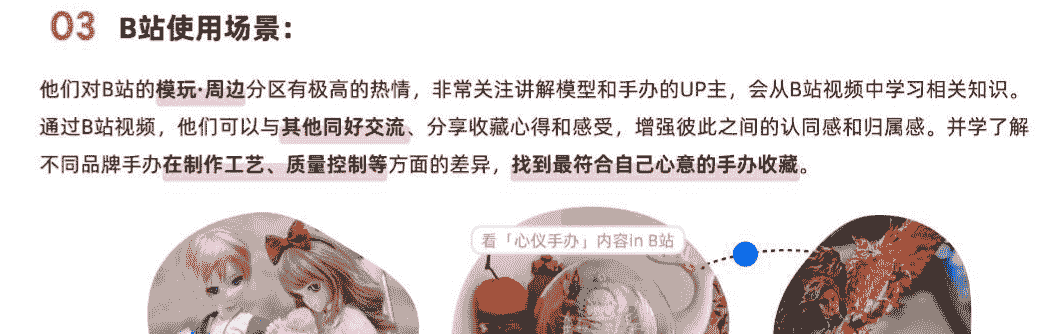 03 B站使用场景：
他们对B站的模玩·周边分区有极高的热情，非常关注讲解模型和手办的UP主，会从B站视频中学习相关知识。
通过B站视频，他们可以与其他同好交流、分享收藏心得和感受，增强彼此之间的认同感和归属感。并学了解
不同品牌手办在制作工艺、质量控制等方面的差异，找到最符合自己心意的手办收藏。
看「心仪手办」内容in B站